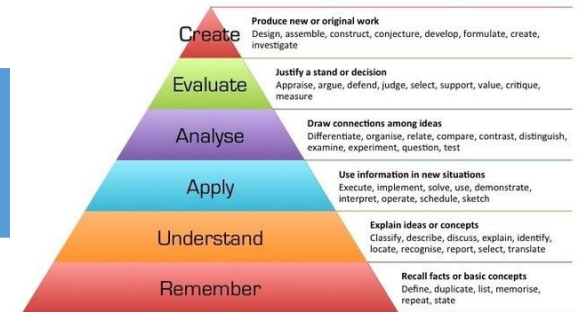 Create
Produce new or original work
Design, assemble, construct, conjecture, develop, formulate, create,
investigate
Evaluate
Justify a stand or decision
Appraise, argue, defend, judge, select, support, value, critique,
measure
Analyse
Draw connections among ideas
Differentiate, organise, relate, compare, contrast, distinguish,
examine, experiment, question, test
Apply
Use information in new situations
Execute, implement, solve, use, demonstrate,
interpret, operate, schedule, sketch
Understand
Explain ideas or concepts
Classify, describe, discuss, explain, identify,
locate, recognise, report, select, translate
Remember
Recall facts or basic concepts
Define, duplicate, list, memorise,
repeat, state